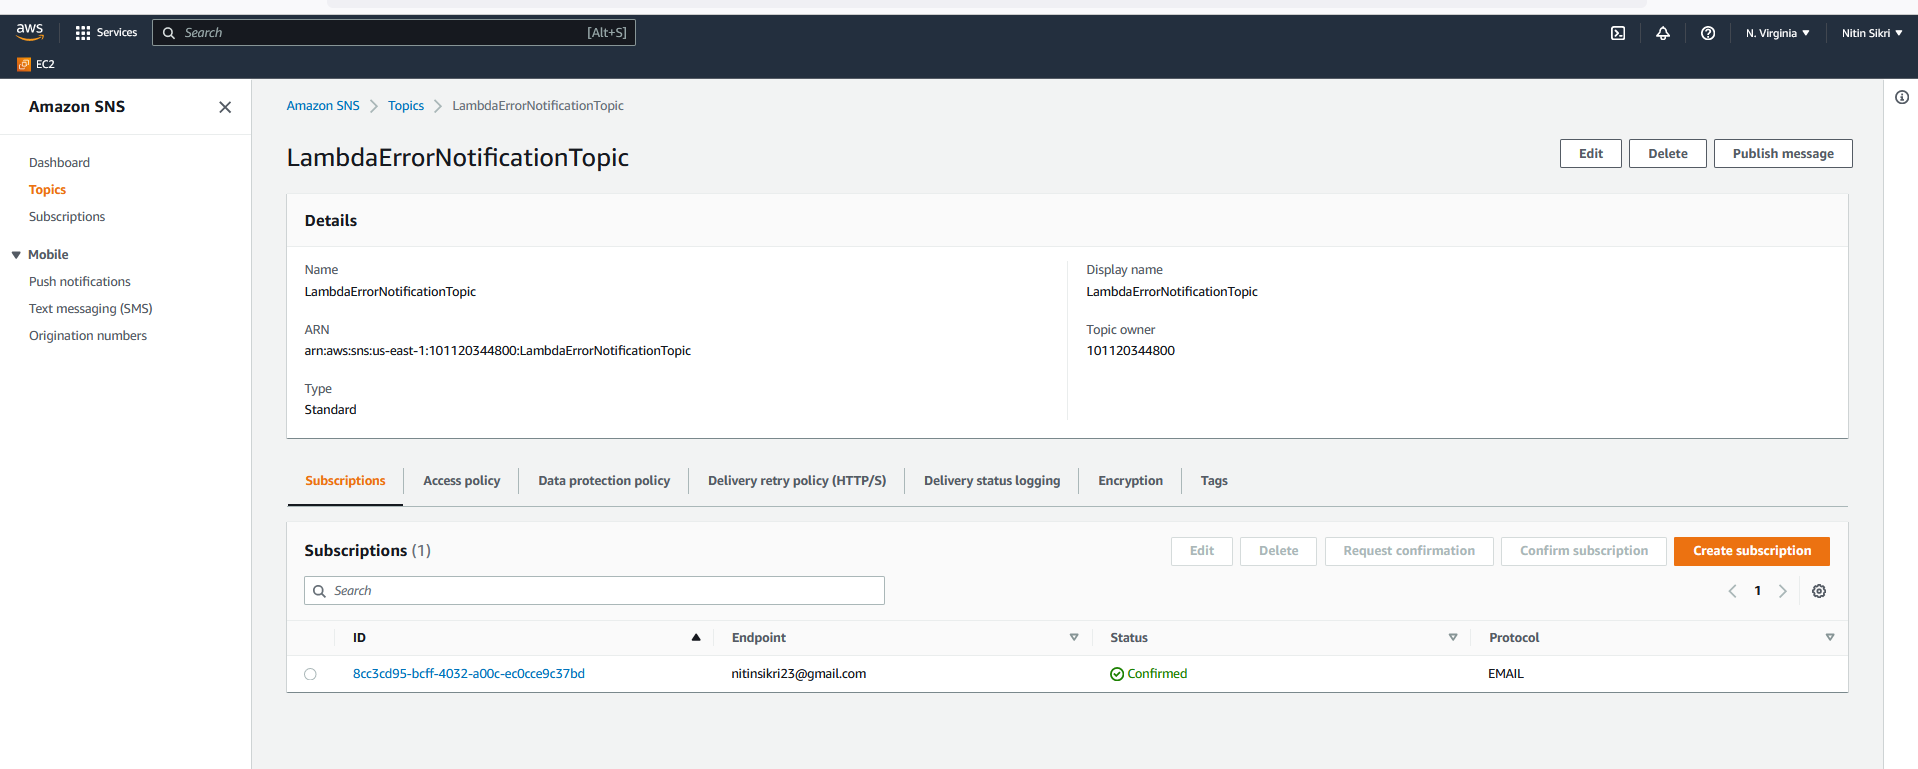 aws
Services
Search
[Alt+S]
N. Virginia
Nitin Sikri
EC2
Amazon SNS
Dashboard
Topics
Subscriptions
Mobile
Push notifications
Text messaging (SMS)
Origination numbers
Amazon SNS
Topics
LambdaErrorNotificationTopic
LambdaErrorNotificationTopic
Edit
Delete
Publish message
Details
Name
LambdaErrorNotificationTopic
ARN
arn:aws:sns:us-east-1:101120344800:LambdaErrorNotificationTopic
Type
Standard
Display name
LambdaErrorNotificationTopic
Topic owner
101120344800
Subscriptions
Access policy
Data protection policy
Delivery retry policy (HTTP/S)
Delivery status logging
Encryption
Tags
Subscriptions (1)
Edit
Delete
Request confirmation
Confirm subscription
Create subscription
Search
1
ID
Endpoint
Status
Protocol
8cc3cd95-bcff-4032-a00c-ec0cce9c37bd
nitinsikri23@gmail.com
Confirmed
EMAIL